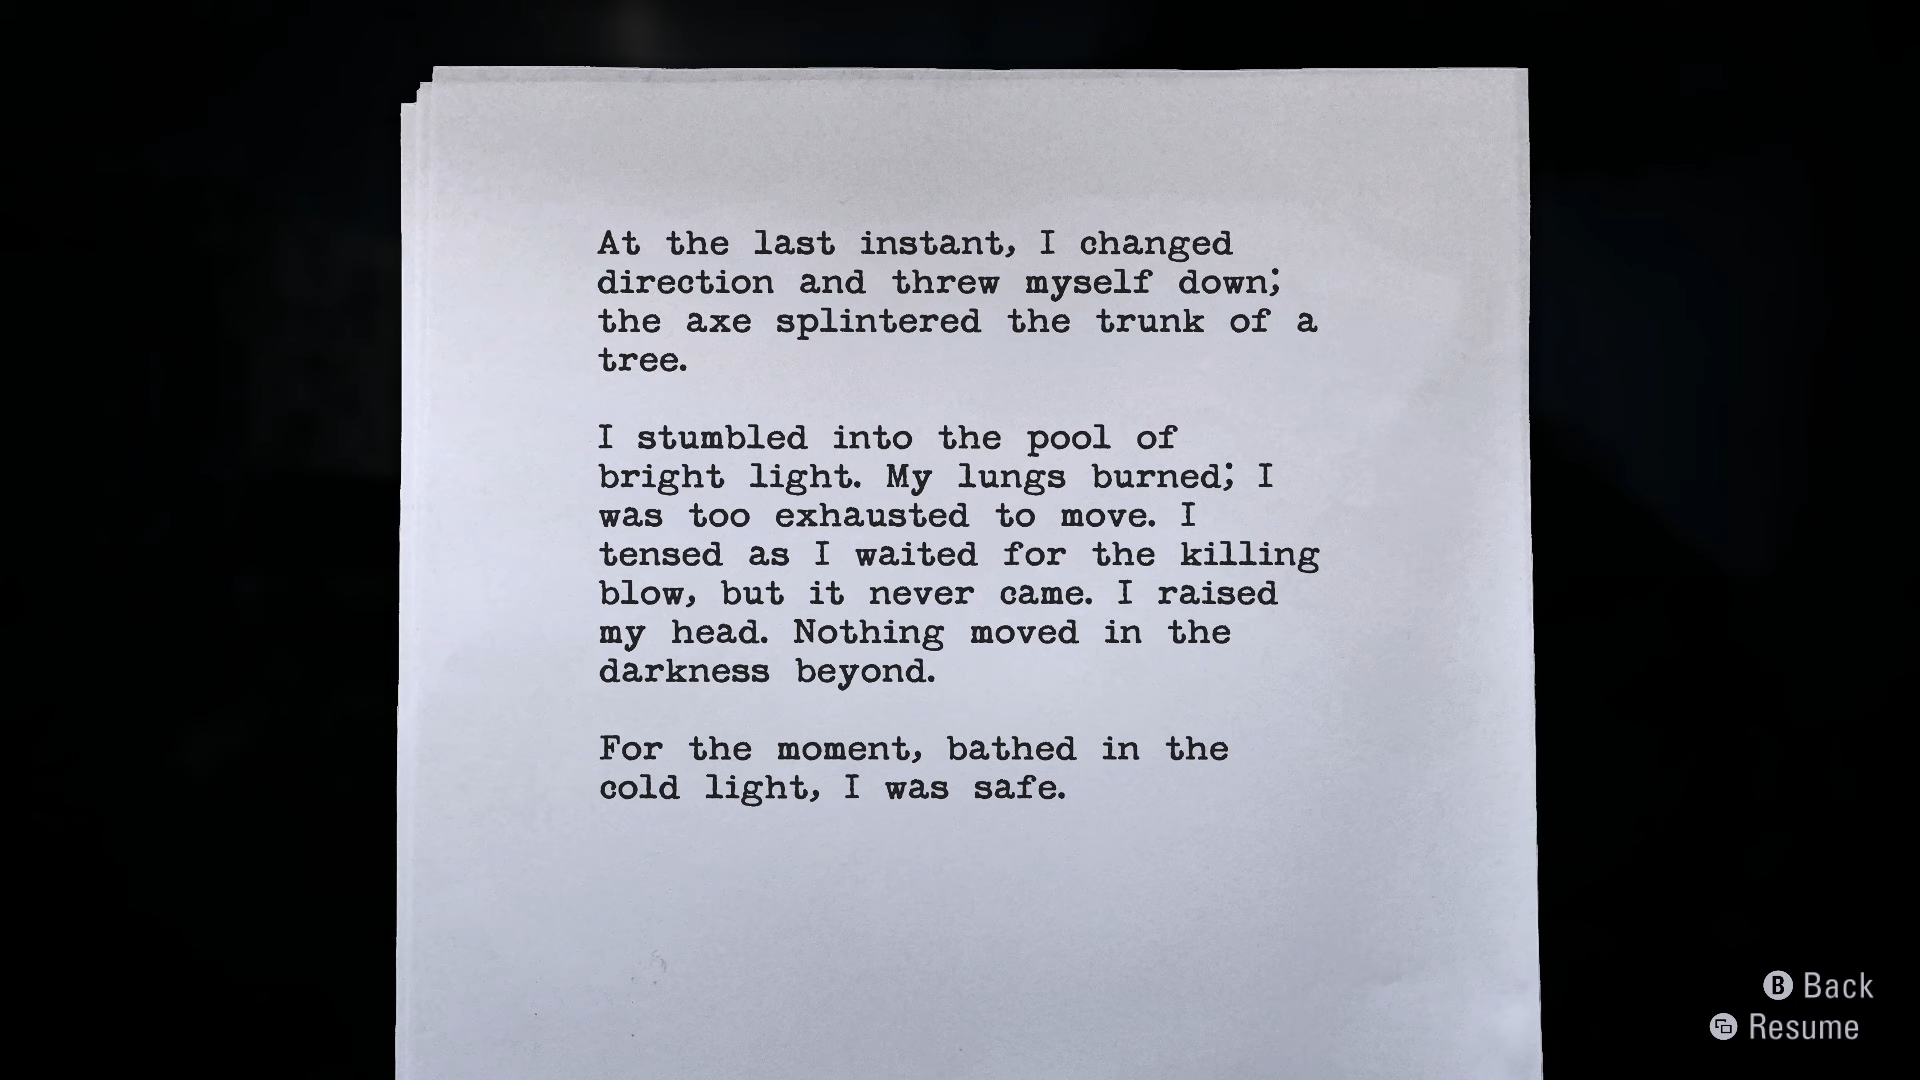 At the last instant, I changed
direction and threw myself down;
the axe splintered the trunk of a
tree.
I stumbled into the pool of
bright light. My lungs burned; I
was too exhausted to move. I
tensed as I waited for the killing
blow, but it never came. I raised
my head. Nothing moved in the
darkness beyond.
For the moment, bathed in the
cold light, I was safe.
B Back
Resume